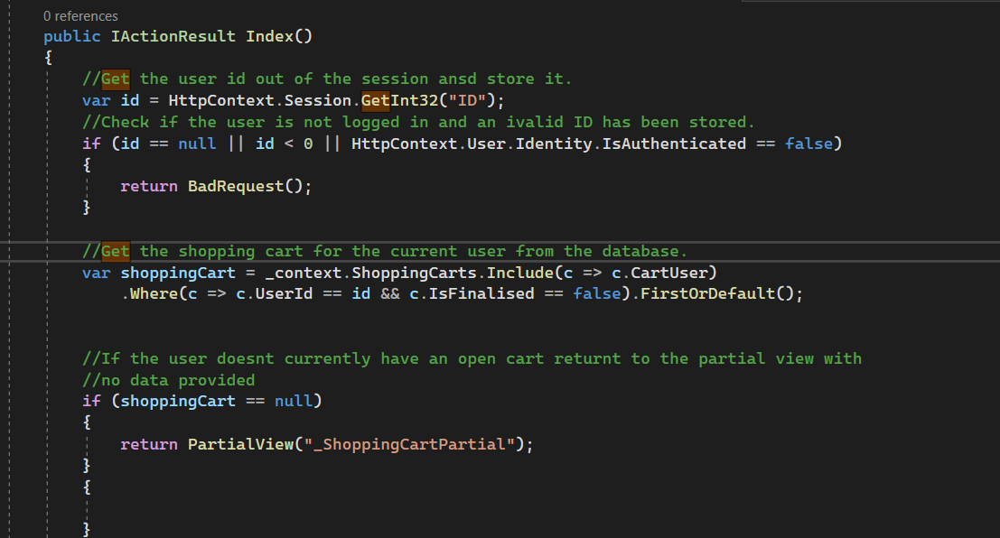 0 references
public IActionResult Index()
{
//Get the user id out of the session ansd store it.
var id = HttpContext.Session.GetInt32("ID");
//Check if the user is not logged in and an ivalid ID has been stored.
if (id == null || id < 0 || HttpContext.User.Identity.IsAuthenticated == false)
{
return BadRequest();
}
//Get the shopping cart for the current user from the database.
var shoppingCart = _context.ShoppingCarts.Include(c => c.CartUser)
.Where(c => c.UserId == id && c.IsFinalised == false).FirstOrDefault();
//If the user doesnt currently have an open cart returnt to the partial view with
//no data provided
if (shoppingCart == null)
{
return PartialView("_ShoppingCartPartial");
}
{
}